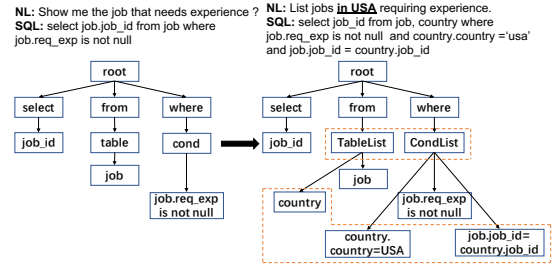 NL: Show me the job that needs experience ?
SQL: select job.job_id from job where
job.req_exp is not null
NL: List jobs in USA requiring experience.
SQL: select job_id from job, country where
job.req_exp is not null and country.country ='usa'
and job.job_id = country.job_id
root
select
from
where
job_id
table
cond
job
job.req_exp
is not null
root
select
from
where
job_id
TableList
CondList
job
country
job.req_exp
is not null
country.
country=USA
job.job_id=
country.job_id